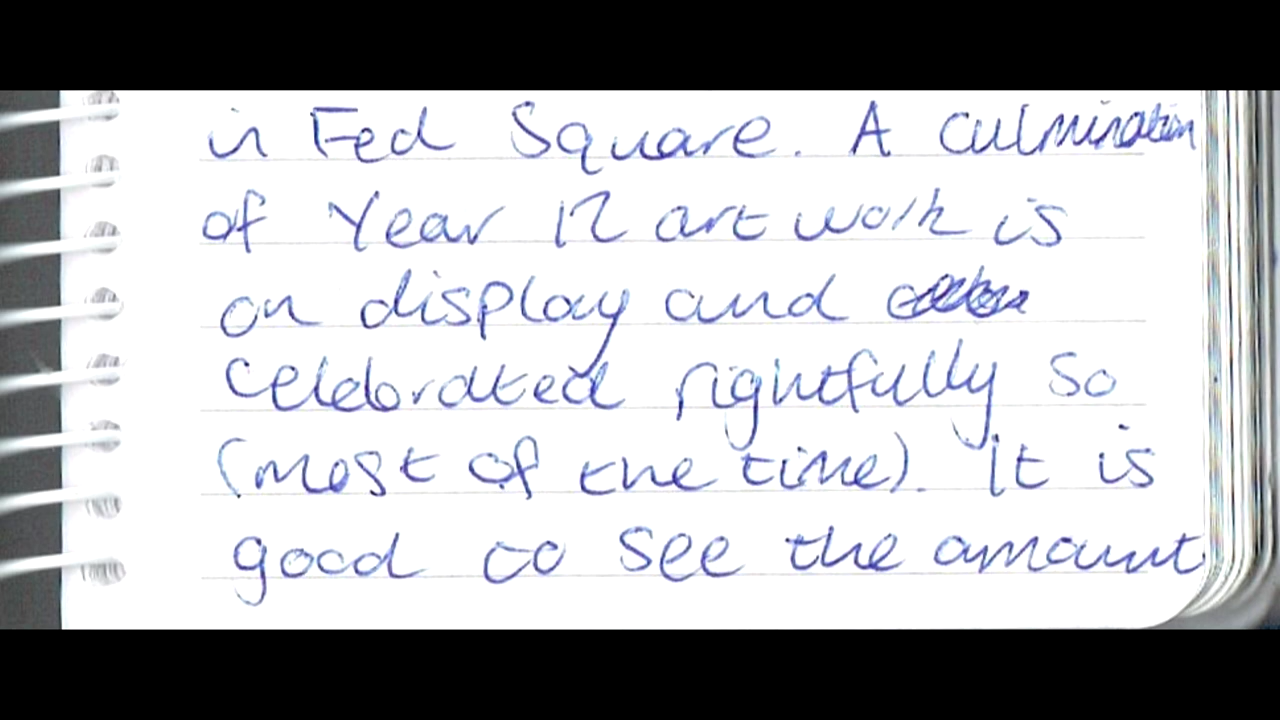 in Fed Square. A culmination
of Year 12 art work is
on display and
celebrated rightfully so
(most of the time). It is
good to see the amount